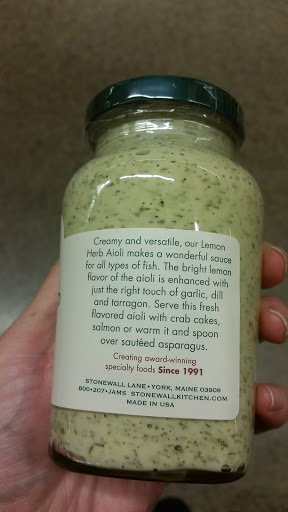 Creamy and versatile, our Lemon
Herb Aioli makes a wonderful sauce
for all types of fish. The bright lemon
flavor of the aioli is enhanced with
just the right touch of garlic, dill
and tarragon. Serve this fresh
flavored aioli with crab cakes,
salmon or warm it and spoon
over sautéed asparagus.
Creating award-winning
specialty foods Since 1991
STONEWALL LANE • YORK, MAINE 03909
800•207•JAMS STONEWALLKITCHEN.COM
MADE IN USA